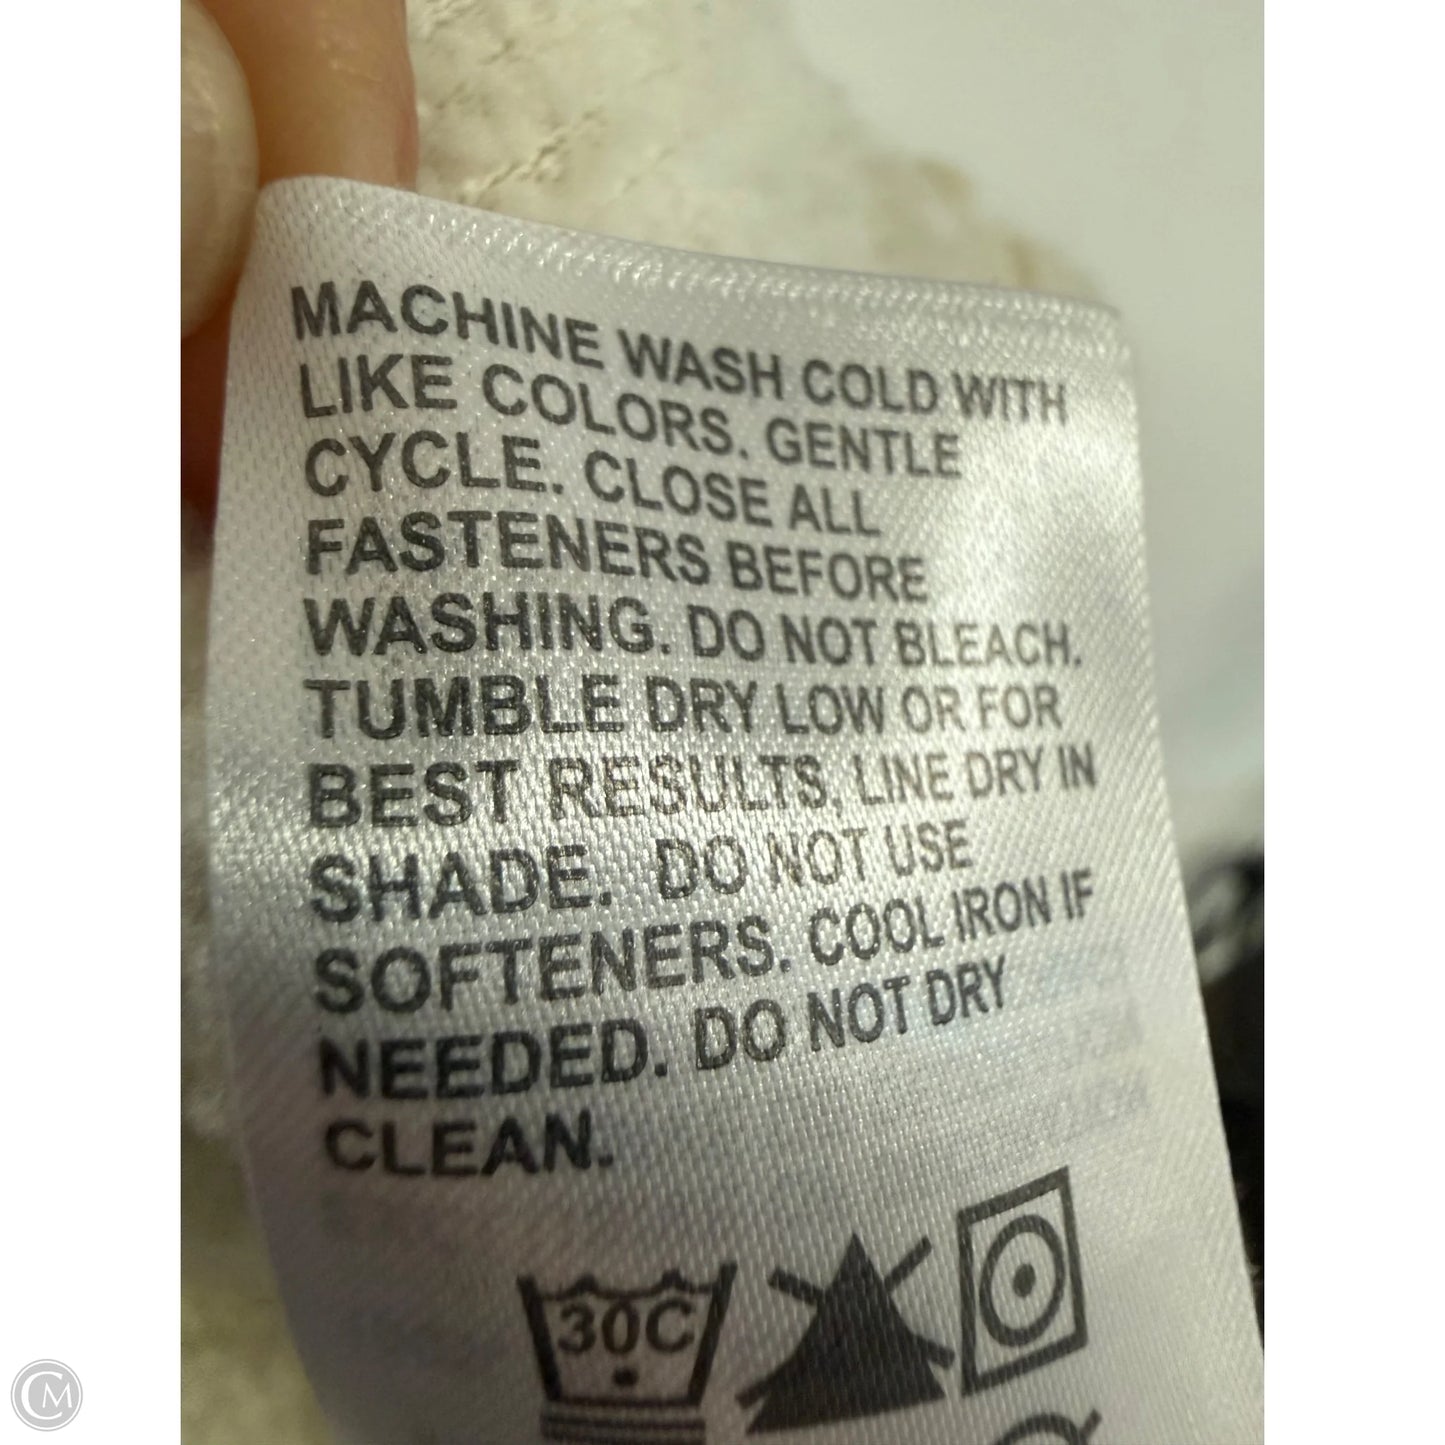 MACHINE WASH COLD WITH
LIKE COLORS. GENTLE
CYCLE. CLOSE ALL
FASTENERS BEFORE
WASHING. DO NOT BLEACH.
TUMBLE DRY LOW OR FOR
BEST RESULTS, LINE DRY IN
SHADE. DO NOT USE
SOFTENERS. COOL IRON IF
NEEDED. DO NOT DRY
CLEAN.
30C
CM